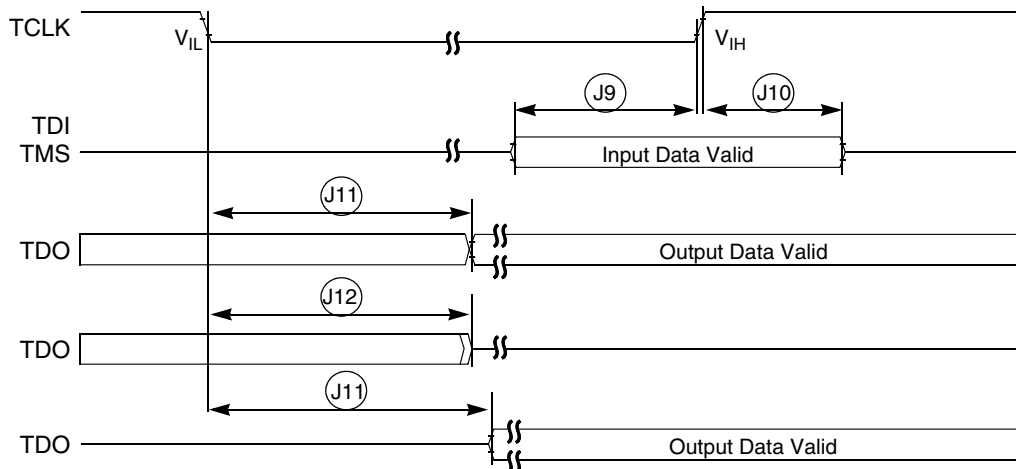 TCLK
VIL
VIH
J9
J10
TDI
TMS
Input Data Valid
J11
TDO
Output Data Valid
J12
TDO
J11
TDO
Output Data Valid